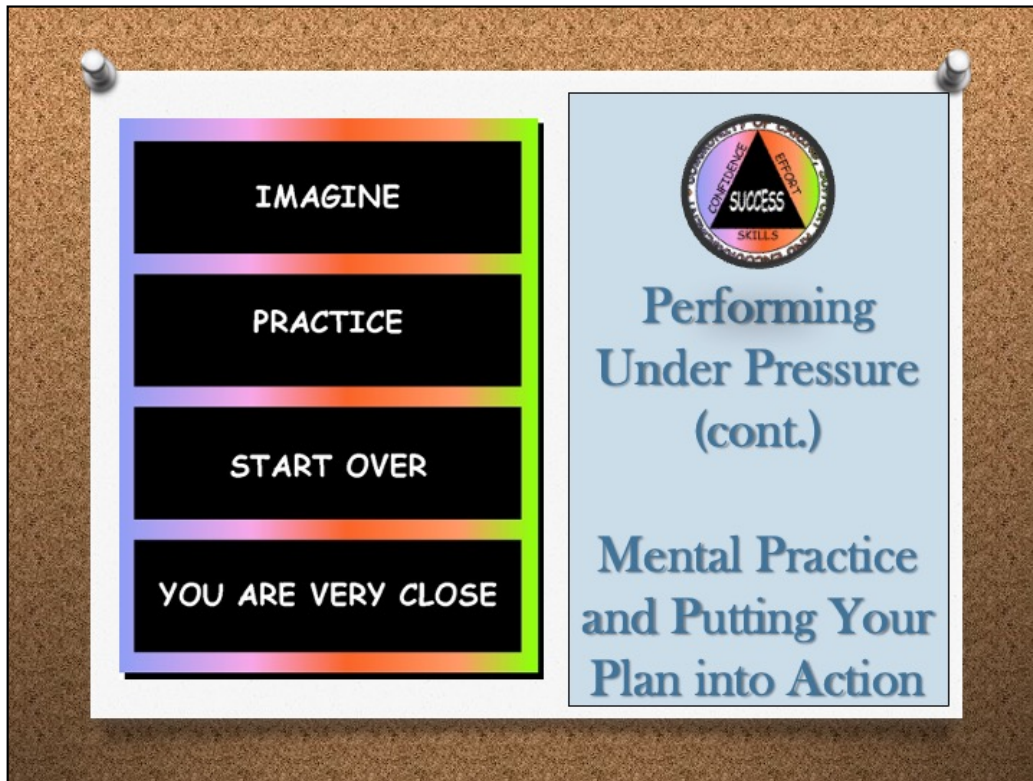 IMAGINE
PRACTICE
START OVER
YOU ARE VERY CLOSE
CONFIDENCE
EFFORT
SUCCESS
SKILLS
Performing
Under Pressure
(cont.)
Mental Practice
and Putting Your
Plan into Action